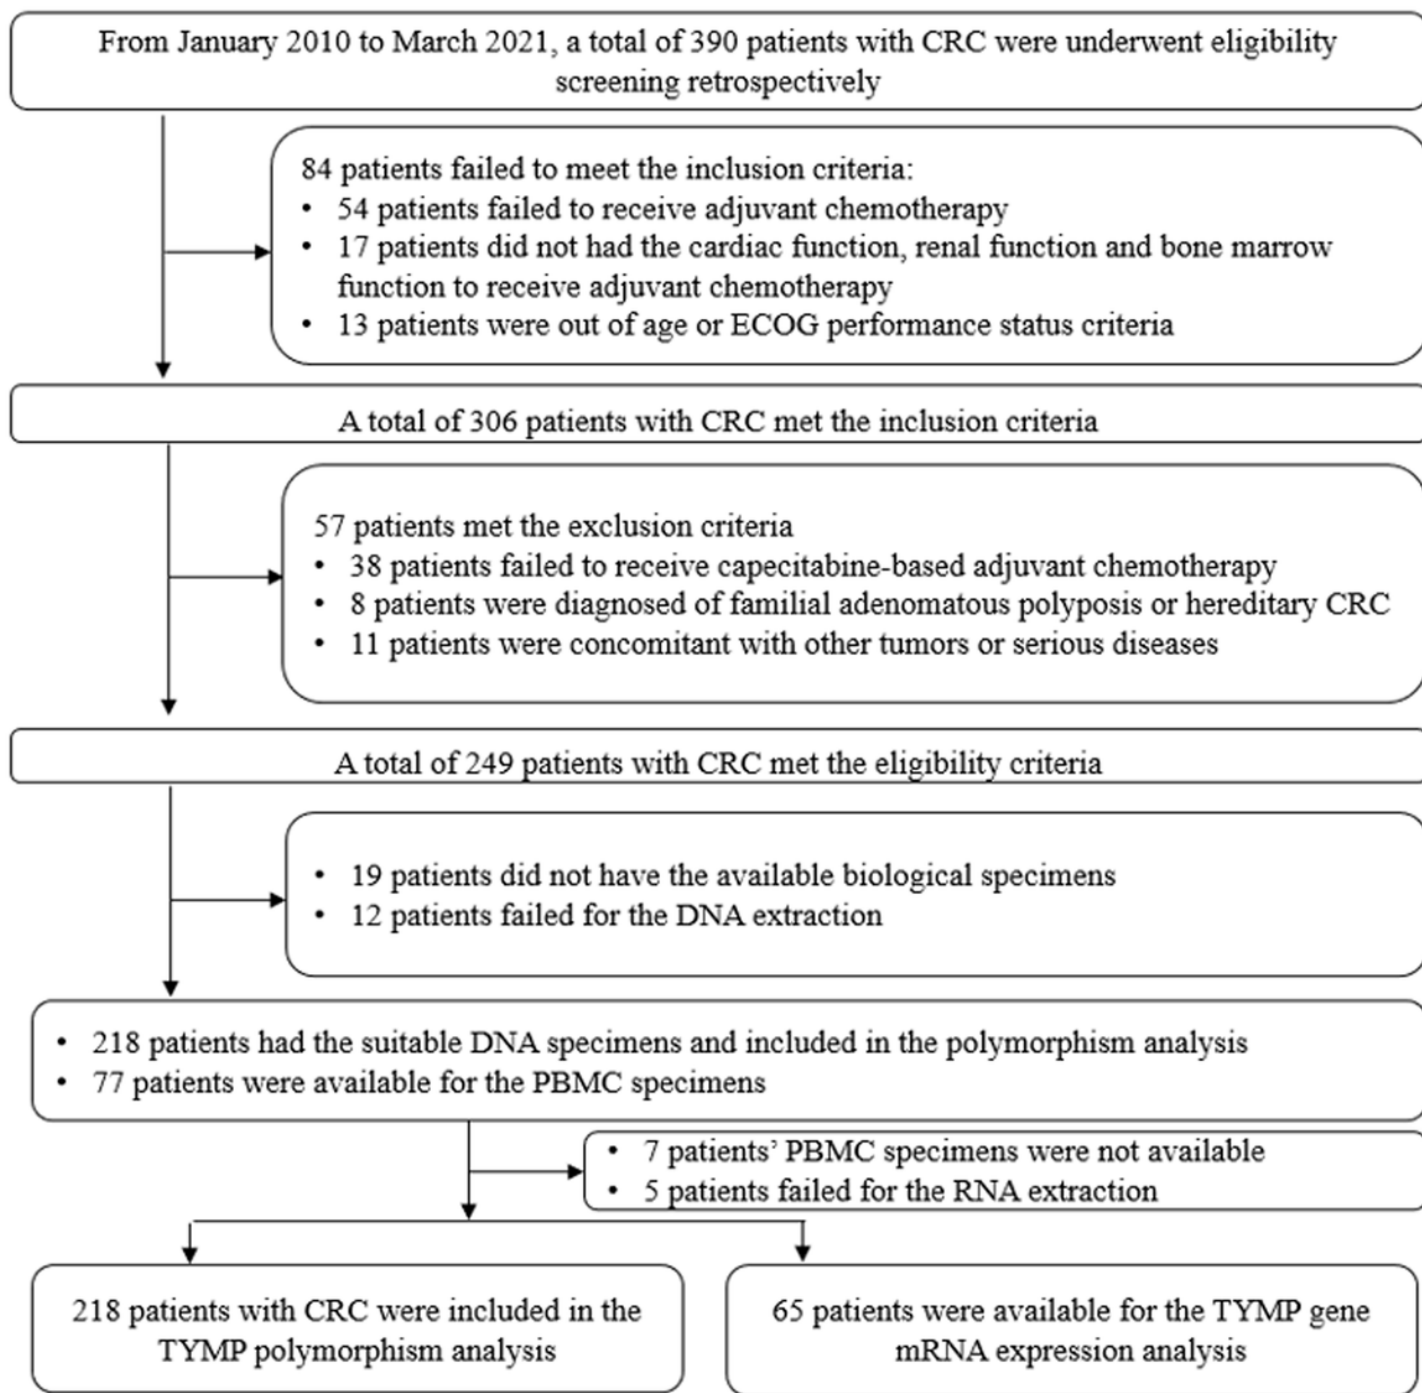 From January 2010 to March 2021, a total of 390 patients with CRC were underwent eligibility
screening retrospectively
84 patients failed to meet the inclusion criteria:
• 54 patients failed to receive adjuvant chemotherapy
• 17 patients did not had the cardiac function, renal function and bone marrow
function to receive adjuvant chemotherapy
• 13 patients were out of age or ECOG performance status criteria
A total of 306 patients with CRC met the inclusion criteria
57 patients met the exclusion criteria
• 38 patients failed to receive capecitabine-based adjuvant chemotherapy
• 8 patients were diagnosed of familial adenomatous polyposis or hereditary CRC
• 11 patients were concomitant with other tumors or serious diseases
A total of 249 patients with CRC met the eligibility criteria
• 19 patients did not have the available biological specimens
• 12 patients failed for the DNA extraction
• 218 patients had the suitable DNA specimens and included in the polymorphism analysis
• 77 patients were available for the PBMC specimens
• 7 patients’ PBMC specimens were not available
• 5 patients failed for the RNA extraction
218 patients with CRC were included in the
TYMP polymorphism analysis
65 patients were available for the TYMP gene
mRNA expression analysis